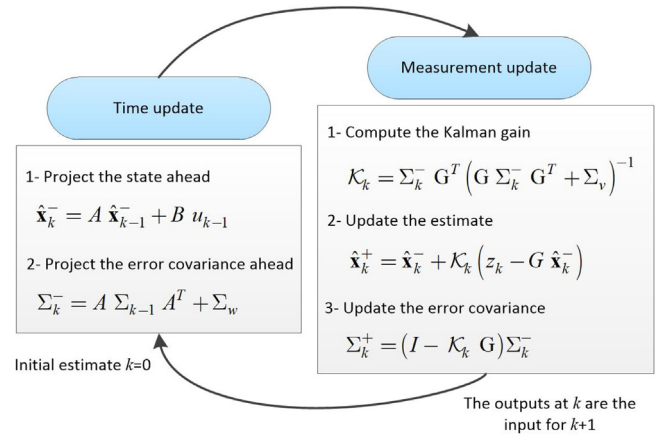 Time update
1- Project the state ahead
x̂ₖ⁻ = A x̂ₖ₋₁⁻ + B uₖ₋₁
2- Project the error covariance ahead
Σₖ⁻ = A Σₖ₋₁ Aᵀ + Σ_w
Initial estimate k=0
Measurement update
1- Compute the Kalman gain
𝒦ₖ = Σₖ⁻ Gᵀ (G Σₖ⁻ Gᵀ + Σᵥ)⁻¹
2- Update the estimate
x̂ₖ⁺ = x̂ₖ⁻ + 𝒦ₖ (zₖ − G x̂ₖ⁻)
3- Update the error covariance
Σₖ⁺ = (I − 𝒦ₖ G)Σₖ⁻
The outputs at k are the
input for k+1